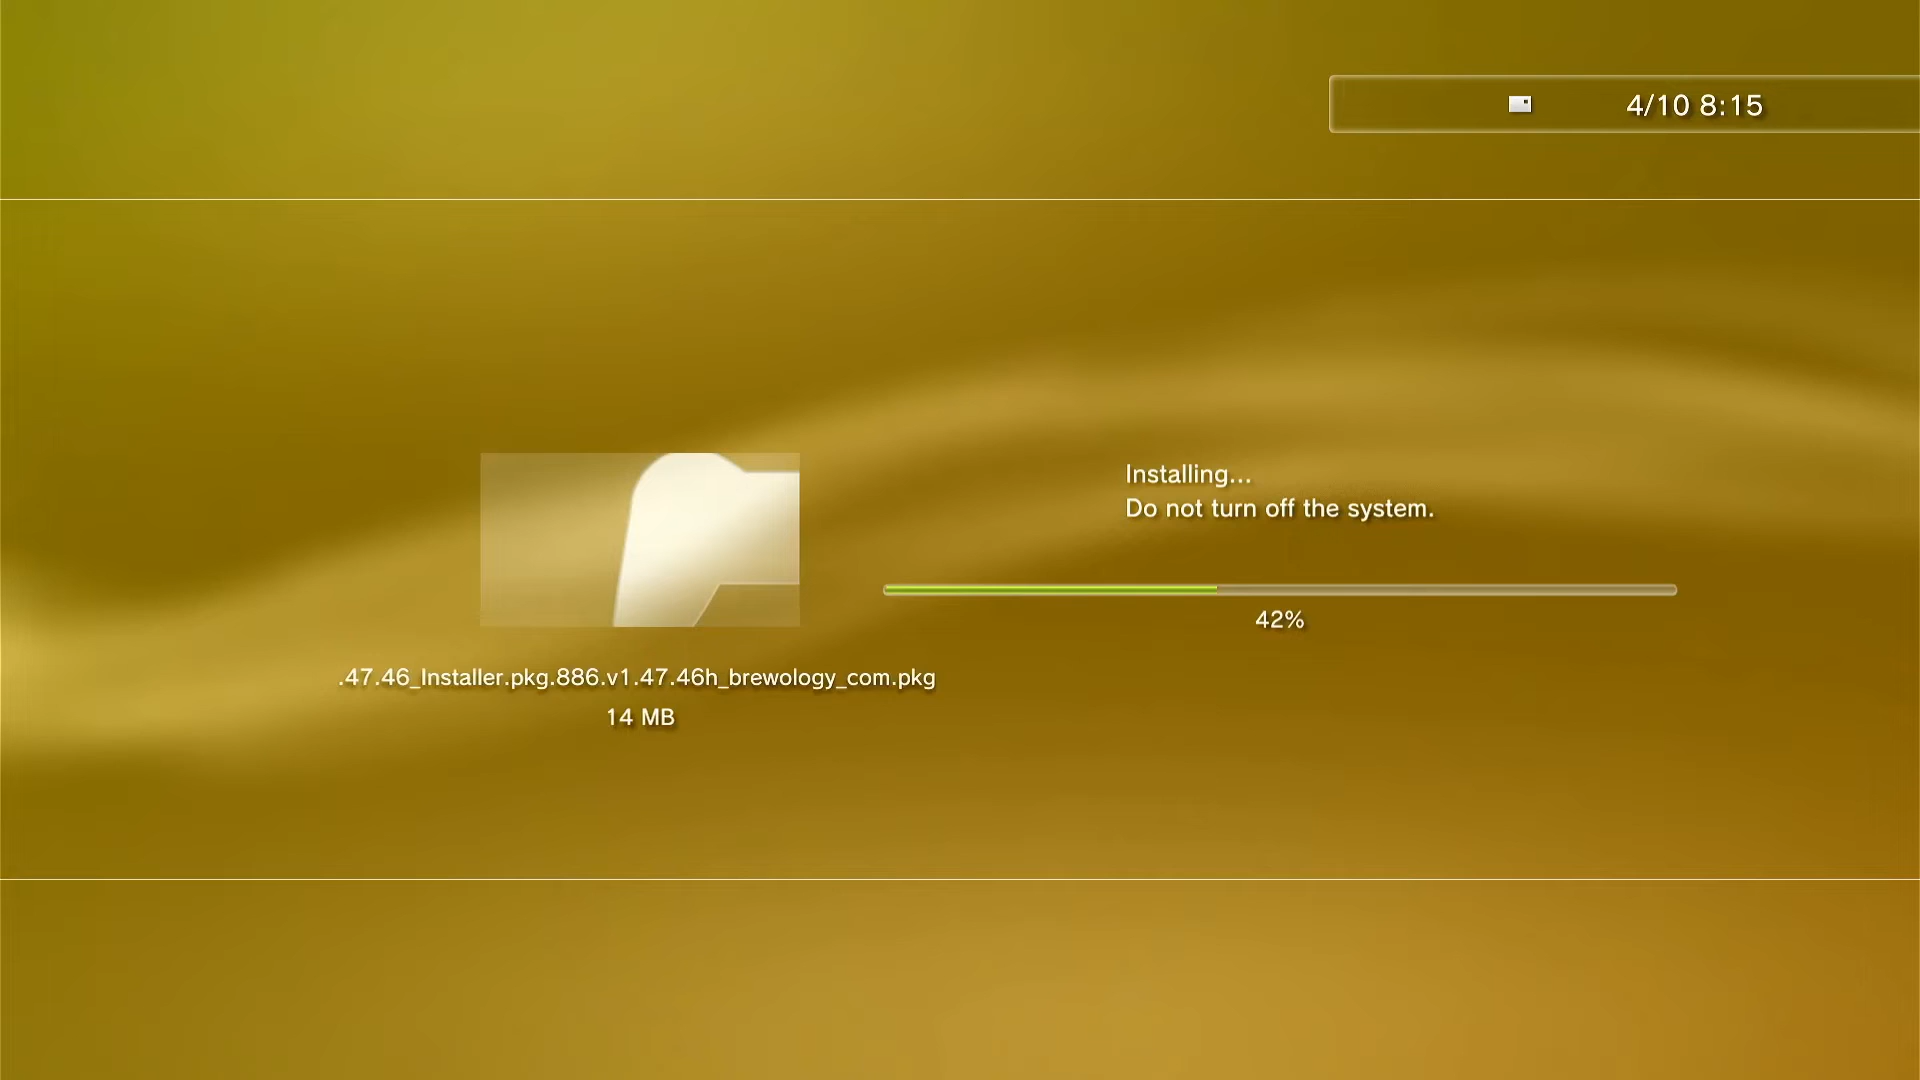 4/10 8:15
Installing...
Do not turn off the system.
42%
.47.46_Installer.pkg.886.v1.47.46h_brewology_com.pkg
14 MB